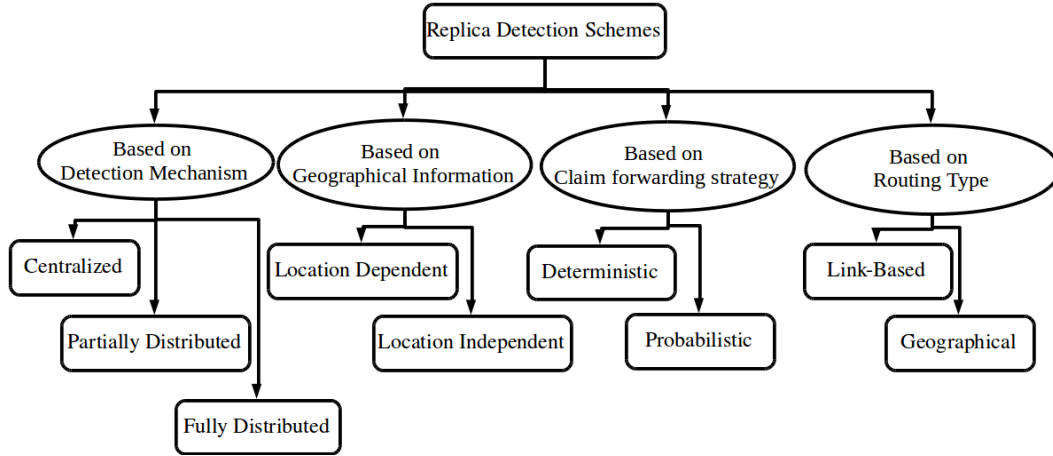 Replica Detection Schemes
Based on
Detection Mechanism
Based on
Geographical Information
Based on
Claim forwarding strategy
Based on
Routing Type
Centralized
Location Dependent
Deterministic
Link-Based
Partially Distributed
Location Independent
Probabilistic
Geographical
Fully Distributed